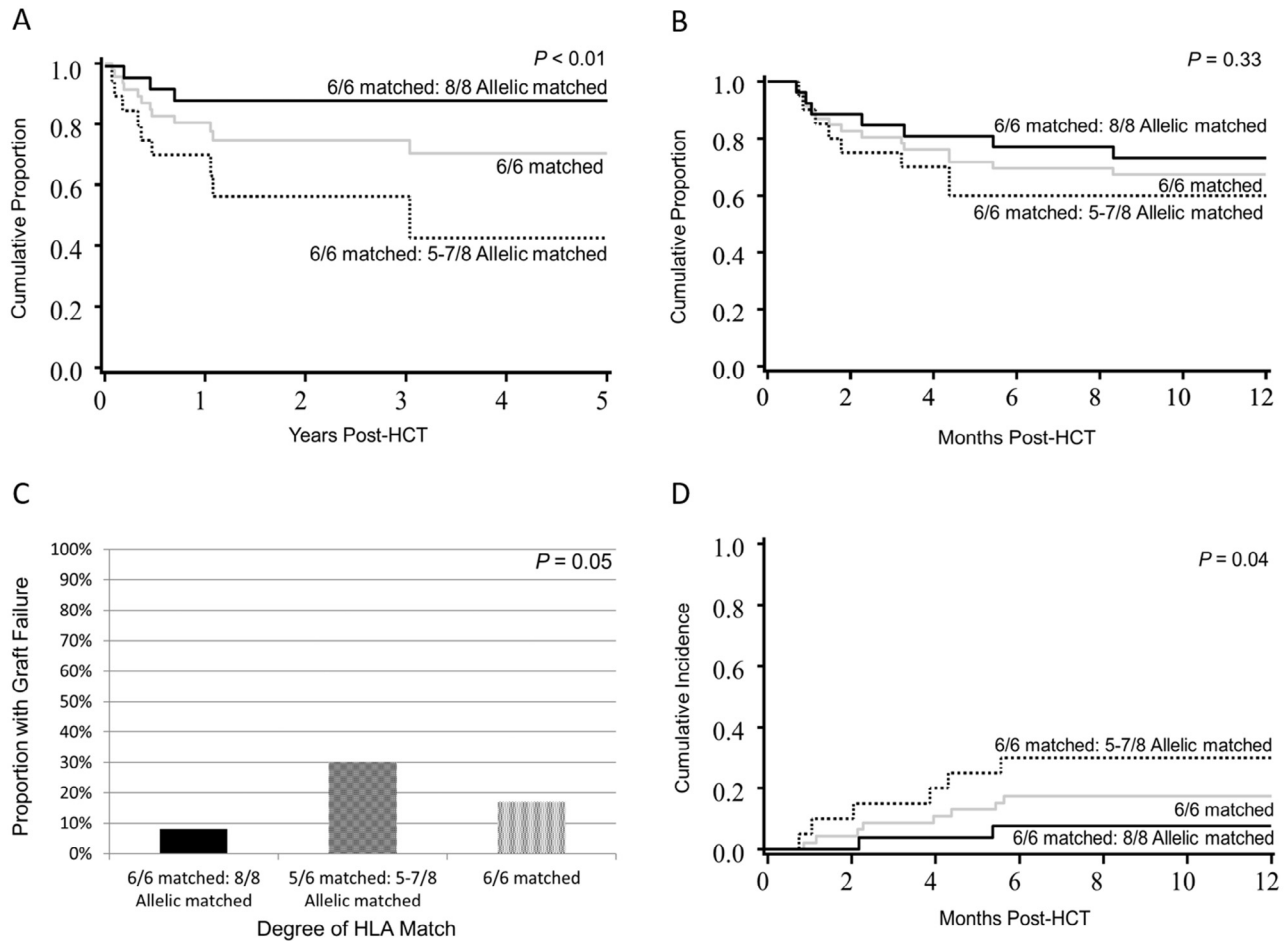 A
P < 0.01
1.0
0.8
0.6
0.4
0.2
0.0
Cumulative Proportion
6/6 matched: 8/8 Allelic matched
6/6 matched
6/6 matched: 5-7/8 Allelic matched
0 1 2 3 4 5
Years Post-HCT
B
P = 0.33
1.0
0.8
0.6
0.4
0.2
0.0
Cumulative Proportion
6/6 matched: 8/8 Allelic matched
6/6 matched
6/6 matched: 5-7/8 Allelic matched
0 2 4 6 8 10 12
Months Post-HCT
C
P = 0.05
100%
90%
80%
70%
60%
50%
40%
30%
20%
10%
0%
Proportion with Graft Failure
6/6 matched: 8/8 5/6 matched: 5-7/8 6/6 matched
Allelic matched Allelic matched
Degree of HLA Match
D
P = 0.04
1.0
0.8
0.6
0.4
0.2
0.0
Cumulative Incidence
6/6 matched: 5-7/8 Allelic matched
6/6 matched
6/6 matched: 8/8 Allelic matched
0 2 4 6 8 10 12
Months Post-HCT